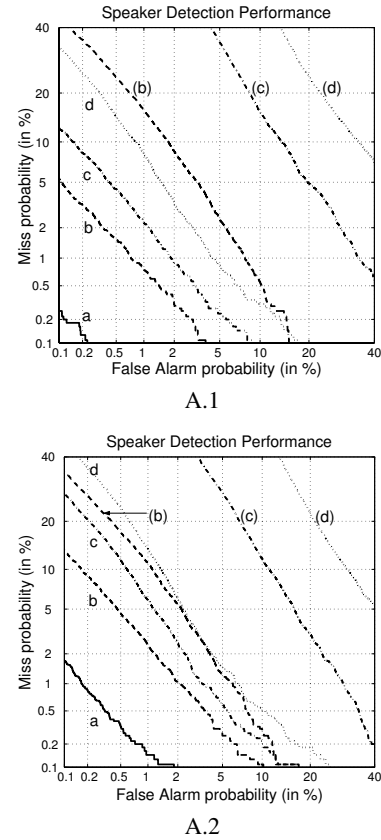 Speaker Detection Performance
40
20
10
5
2
1
0.5
0.2
0.1
Miss probability (in %)
(b)
(c)
(d)
d
c
b
a
0.1 0.2 0.5 1 2 5 10 20 40
False Alarm probability (in %)
A.1
Speaker Detection Performance
40
20
10
5
2
1
0.5
0.2
0.1
Miss probability (in %)
d
(b)
(c)
(d)
c
b
a
0.1 0.2 0.5 1 2 5 10 20 40
False Alarm probability (in %)
A.2